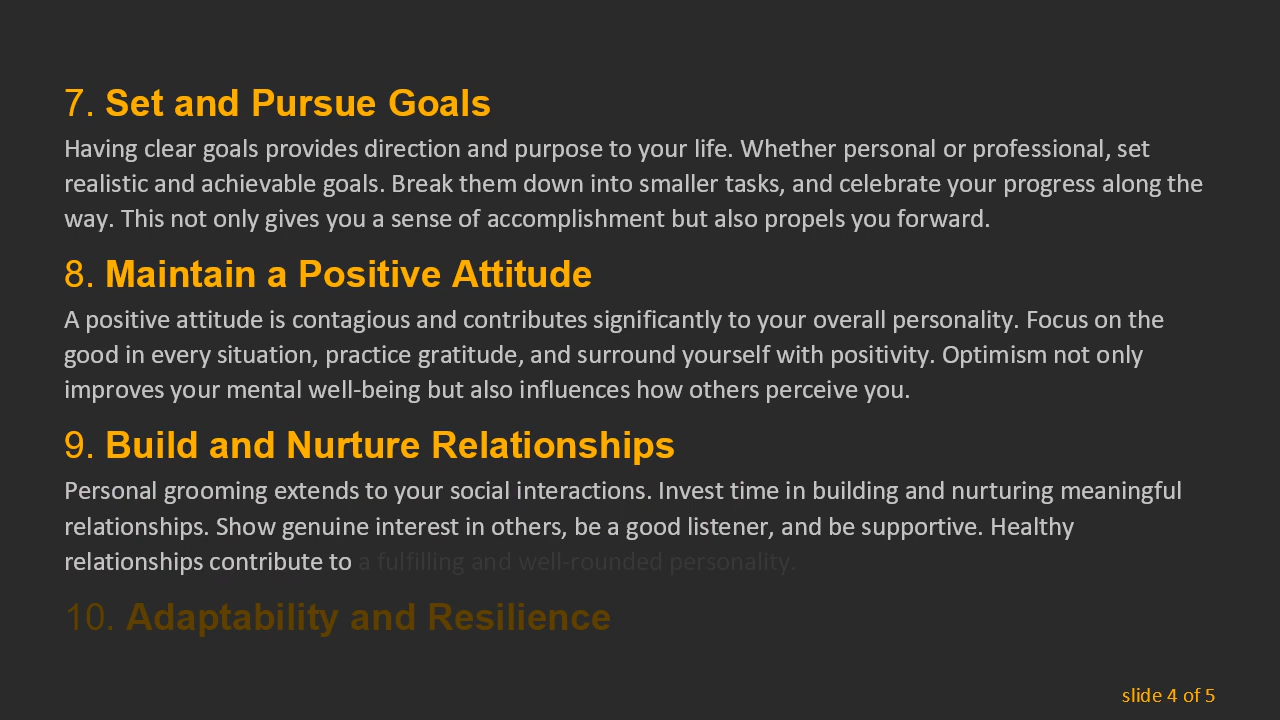 7. Set and Pursue Goals
Having clear goals provides direction and purpose to your life. Whether personal or professional, set
realistic and achievable goals. Break them down into smaller tasks, and celebrate your progress along the
way. This not only gives you a sense of accomplishment but also propels you forward.
8. Maintain a Positive Attitude
A positive attitude is contagious and contributes significantly to your overall personality. Focus on the
good in every situation, practice gratitude, and surround yourself with positivity. Optimism not only
improves your mental well-being but also influences how others perceive you.
9. Build and Nurture Relationships
Personal grooming extends to your social interactions. Invest time in building and nurturing meaningful
relationships. Show genuine interest in others, be a good listener, and be supportive. Healthy
relationships contribute to a fulfilling and well-rounded personality.
10. Adaptability and Resilience
slide 4 of 5